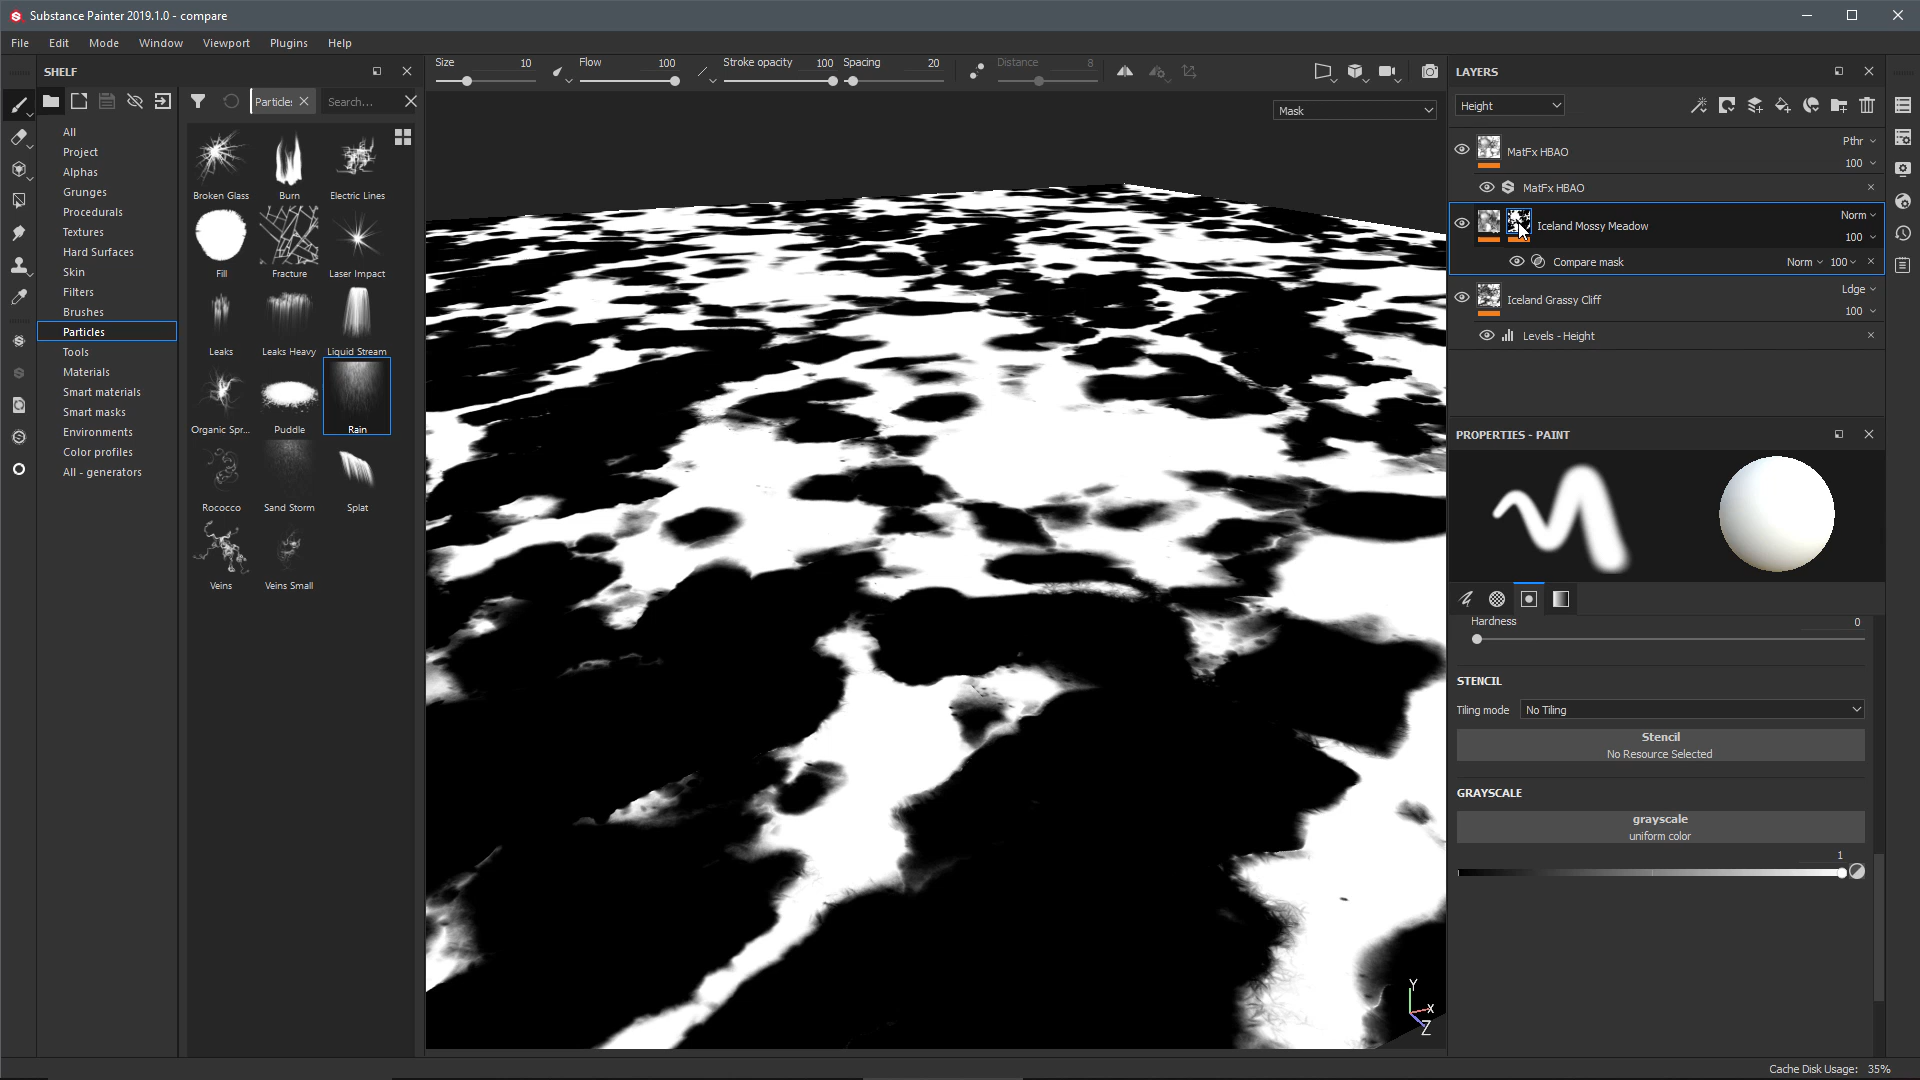 Substance Painter 2019.1.0 - compare
File Edit Mode Window Viewport Plugins Help
SHELF
Size 10
Flow 100
Stroke opacity 100
Spacing 20
Distance 8
Particles
Search...
All
Project
Alphas
Grunges
Procedurals
Textures
Hard Surfaces
Skin
Filters
Brushes
Particles
Tools
Materials
Smart materials
Smart masks
Environments
Color profiles
All - generators
Broken Glass Burn Electric Lines
Fill Fracture Laser Impact
Leaks Leaks Heavy Liquid Stream
Organic Spr... Puddle Rain
Rococco Sand Storm Splat
Veins Veins Small
Mask
Y
X
Z
LAYERS
Height
MatFx HBAO
Pthr
100
MatFx HBAO
Iceland Mossy Meadow
Norm
100
Compare mask Norm 100
Iceland Grassy Cliff
Ldge
100
Levels - Height
PROPERTIES - PAINT
Hardness 0
STENCIL
Tiling mode No Tiling
Stencil
No Resource Selected
GRAYSCALE
grayscale
uniform color
1
Cache Disk Usage: 35%